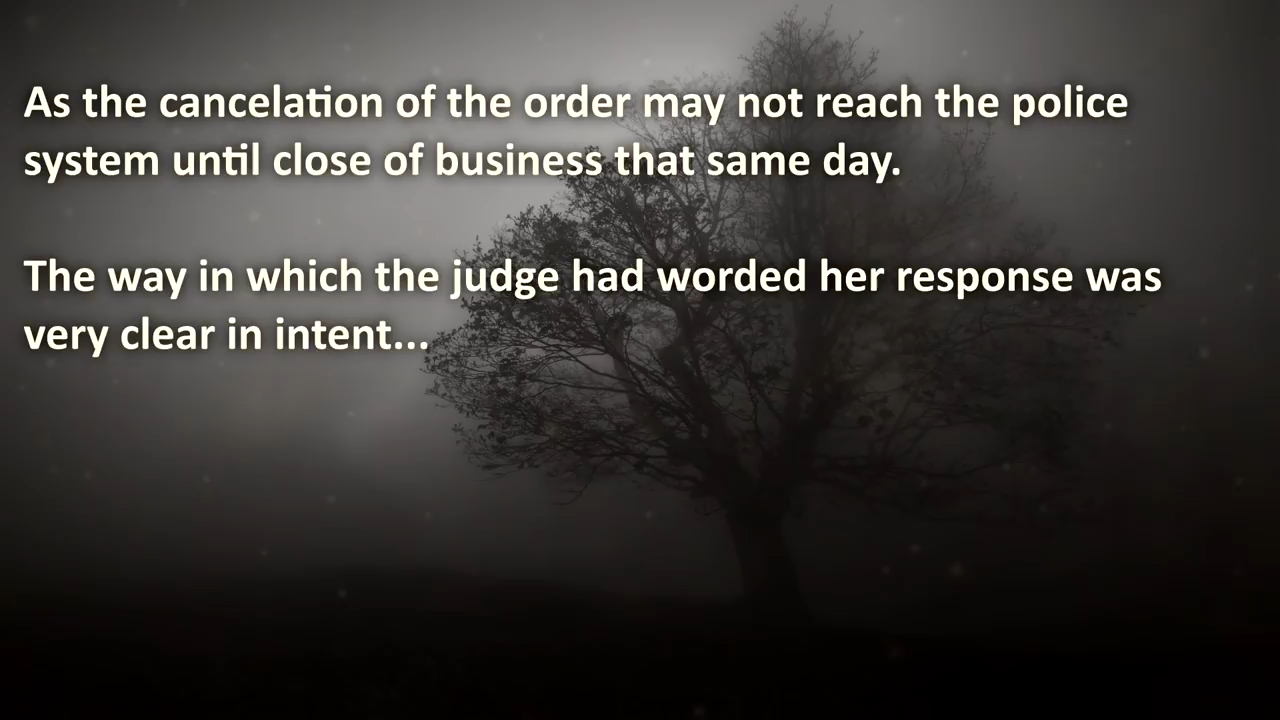 As the cancelation of the order may not reach the police
system until close of business that same day.
The way in which the judge had worded her response was
very clear in intent...